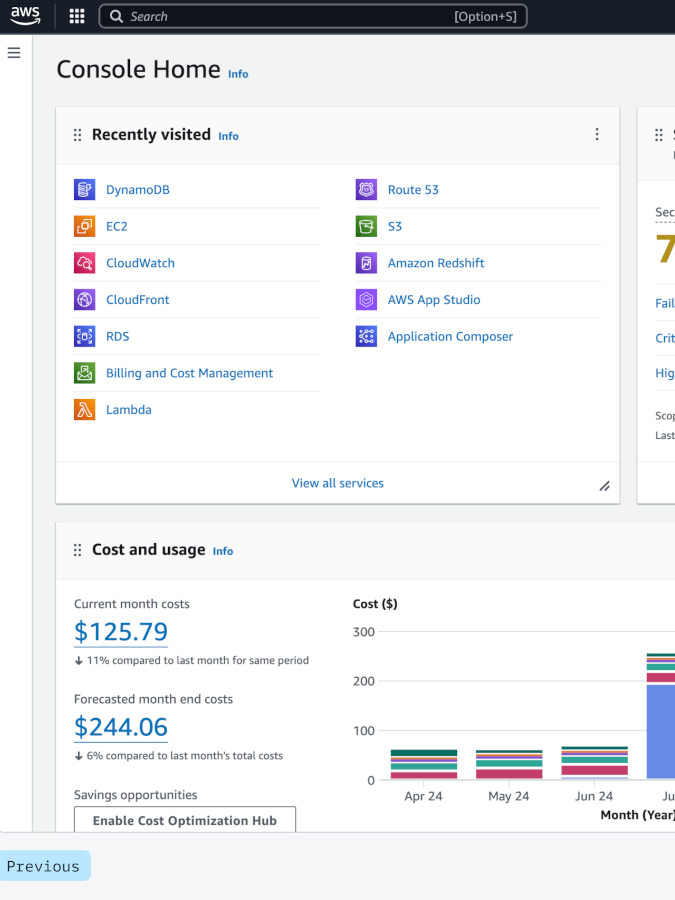 aws
Search [Option+S]
Console Home Info
Recently visited Info
DynamoDB
EC2
CloudWatch
CloudFront
RDS
Billing and Cost Management
Lambda
Route 53
S3
Amazon Redshift
AWS App Studio
Application Composer
View all services
Sec
7
Fail
Crit
Hig
Scop
Last
Cost and usage Info
Current month costs
$125.79
11% compared to last month for same period
Forecasted month end costs
$244.06
6% compared to last month's total costs
Savings opportunities
Enable Cost Optimization Hub
Cost ($)
300
200
100
0
Apr 24 May 24 Jun 24 Ju
Month (Year)
Previous